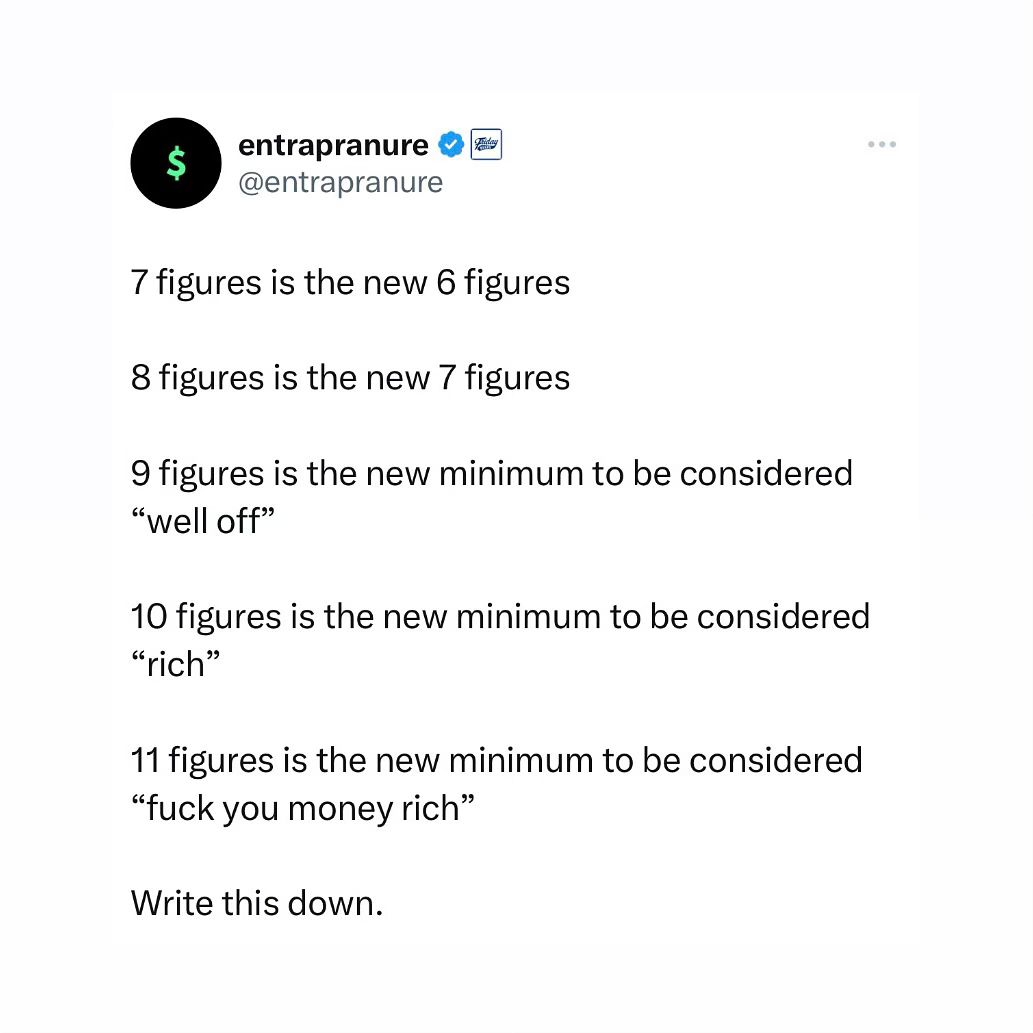 $
entrapranure
Friday
@entrapranure
7 figures is the new 6 figures
8 figures is the new 7 figures
9 figures is the new minimum to be considered
“well off”
10 figures is the new minimum to be considered
“rich”
11 figures is the new minimum to be considered
“fuck you money rich”
Write this down.